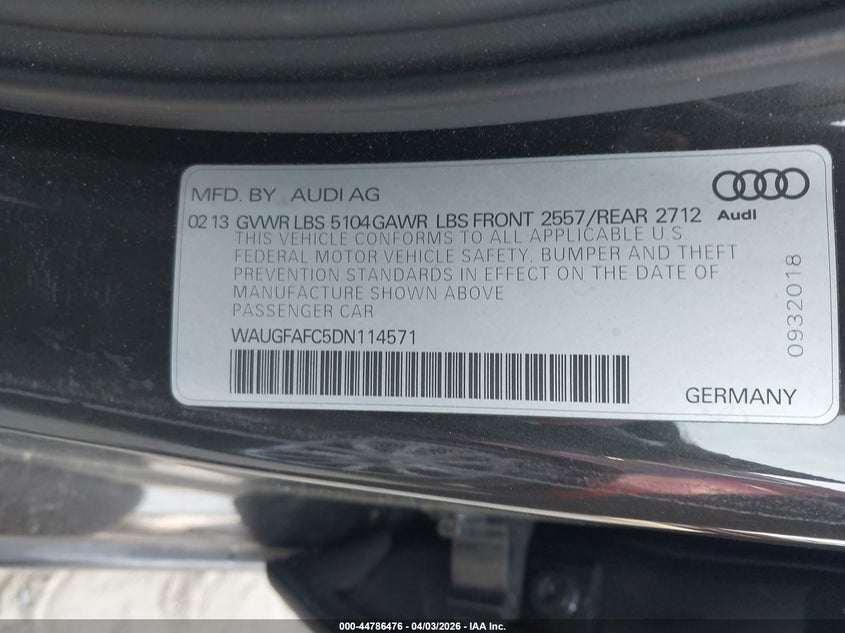 MFD. BY AUDI AG
02 13 GVWR LBS 5104 GAWR LBS FRONT 2557/REAR 2712
Audi
THIS VEHICLE CONFORMS TO ALL APPLICABLE U.S
FEDERAL MOTOR VEHICLE SAFETY, BUMPER AND THEFT
PREVENTION STANDARDS IN EFFECT ON THE DATE OF
MANUFACTURE SHOWN ABOVE
PASSENGER CAR
WAUGFAFC5DN114571
0932018
GERMANY
000-44786476 - 04/03/2026 - IAA Inc.